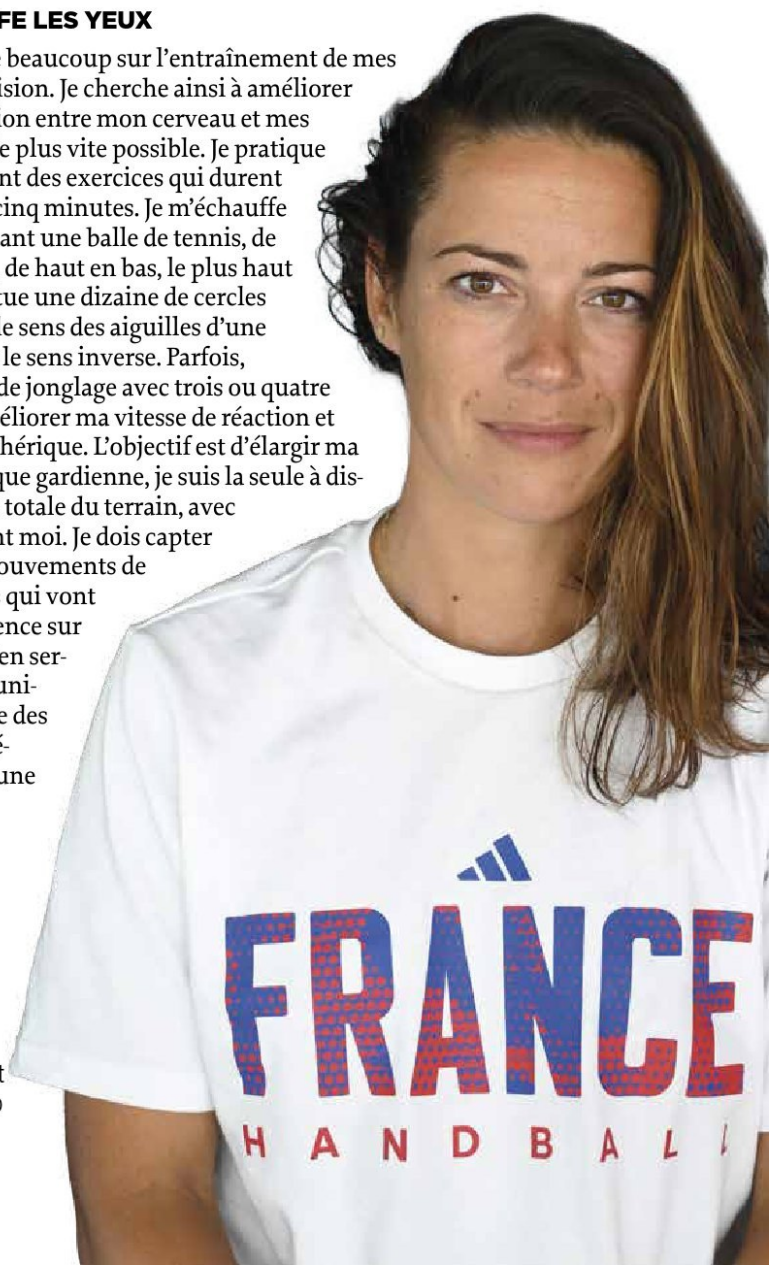 FE LES YEUX
beaucoup sur l’entraînement de mes
ision. Je cherche ainsi à améliorer
ion entre mon cerveau et mes
e plus vite possible. Je pratique
nt des exercices qui durent
cinq minutes. Je m’échauffe
ant une balle de tennis, de
de haut en bas, le plus haut
tue une dizaine de cercles
le sens des aiguilles d’une
le sens inverse. Parfois,
de jonglage avec trois ou quatre
éliorer ma vitesse de réaction et
hérique. L’objectif est d’élargir ma
que gardienne, je suis la seule à dis-
totale du terrain, avec
nt moi. Je dois capter
ouvements de
qui vont
ence sur
en ser-
uni-
e des
é-
une
t
FRANCE
HANDBALL